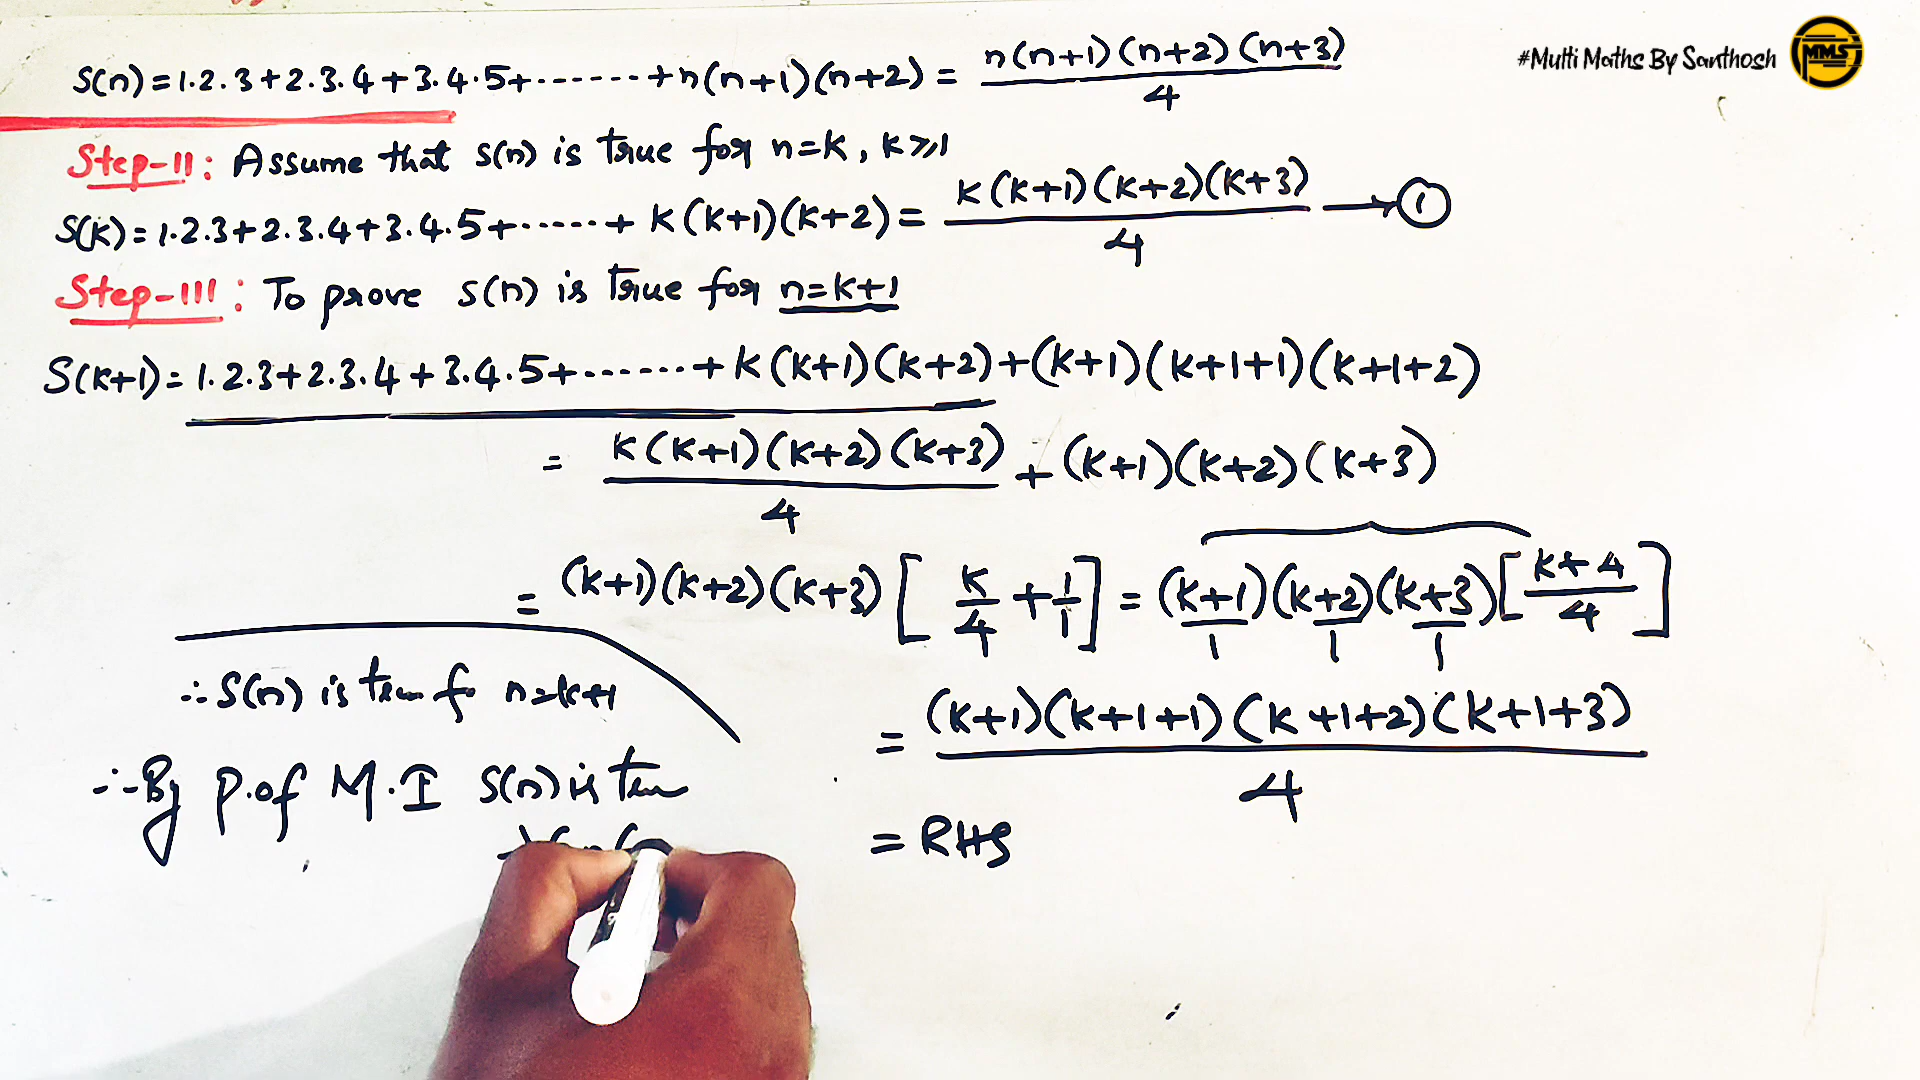 #Multi Maths By Santhosh MMS
S(n) = 1.2.3 + 2.3.4 + 3.4.5 + ....... + n(n+1)(n+2) = n(n+1)(n+2)(n+3) / 4
Step-II : Assume that S(n) is true for n=k, k≥1
S(k) = 1.2.3 + 2.3.4 + 3.4.5 + ...... + k(k+1)(k+2) = k(k+1)(k+2)(k+3) / 4 → ①
Step-III : To prove S(n) is true for n=k+1
S(k+1) = 1.2.3 + 2.3.4 + 3.4.5 + ....... + k(k+1)(k+2) + (k+1)(k+1+1)(k+1+2)
= k(k+1)(k+2)(k+3) / 4 + (k+1)(k+2)(k+3)
= (k+1)(k+2)(k+3) [k/4 + 1/1] = (k+1)/1 (k+2)/1 (k+3)/1 [k+4 / 4]
= (k+1)(k+1+1)(k+1+2)(k+1+3) / 4
= RHS
∴ S(n) is true for n=k+1
∴ By P.of M.I S(n) is true